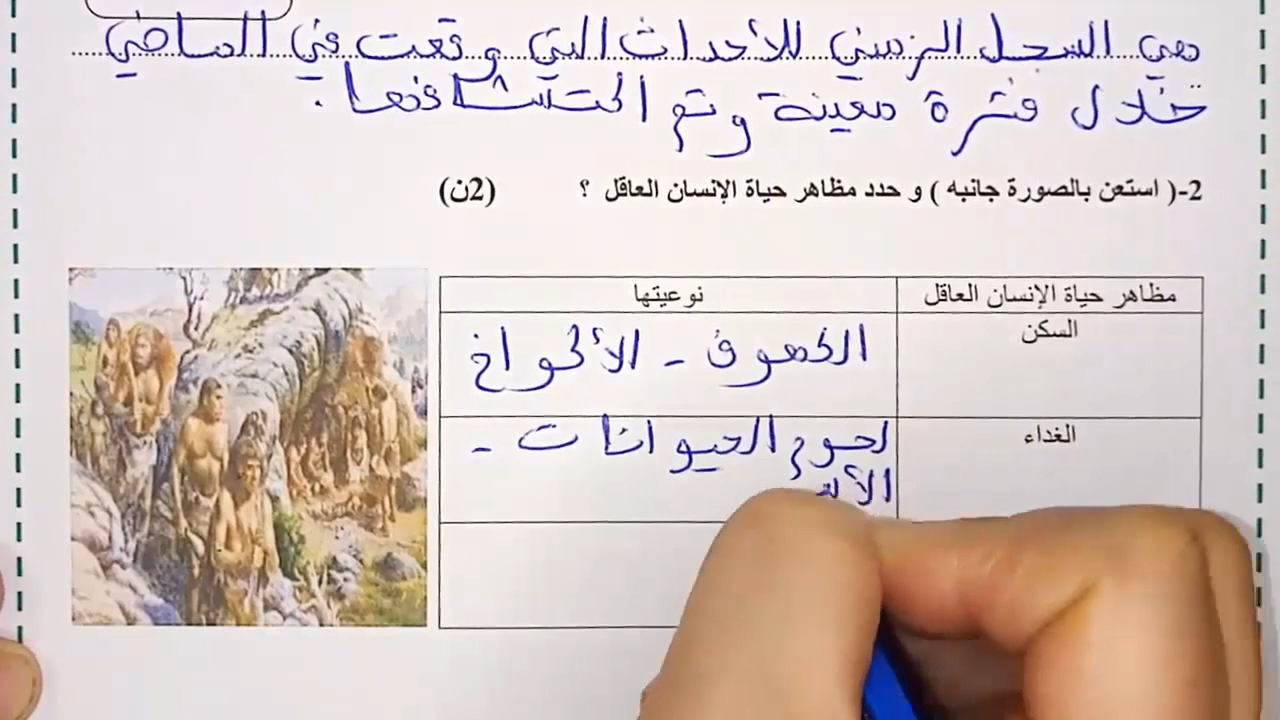 هي السجل الزمني للأحداث التي وقعت في الماضي
خلال فترة معينة وتم اكتشافها .
2-( استعن بالصورة جانبه ) و حدد مظاهر حياة الإنسان العاقل ؟ (2ن)
مظاهر حياة الإنسان العاقل نوعيتها
السكن الكهوف - الأكواخ
الغداء لحوم الحيوانات -